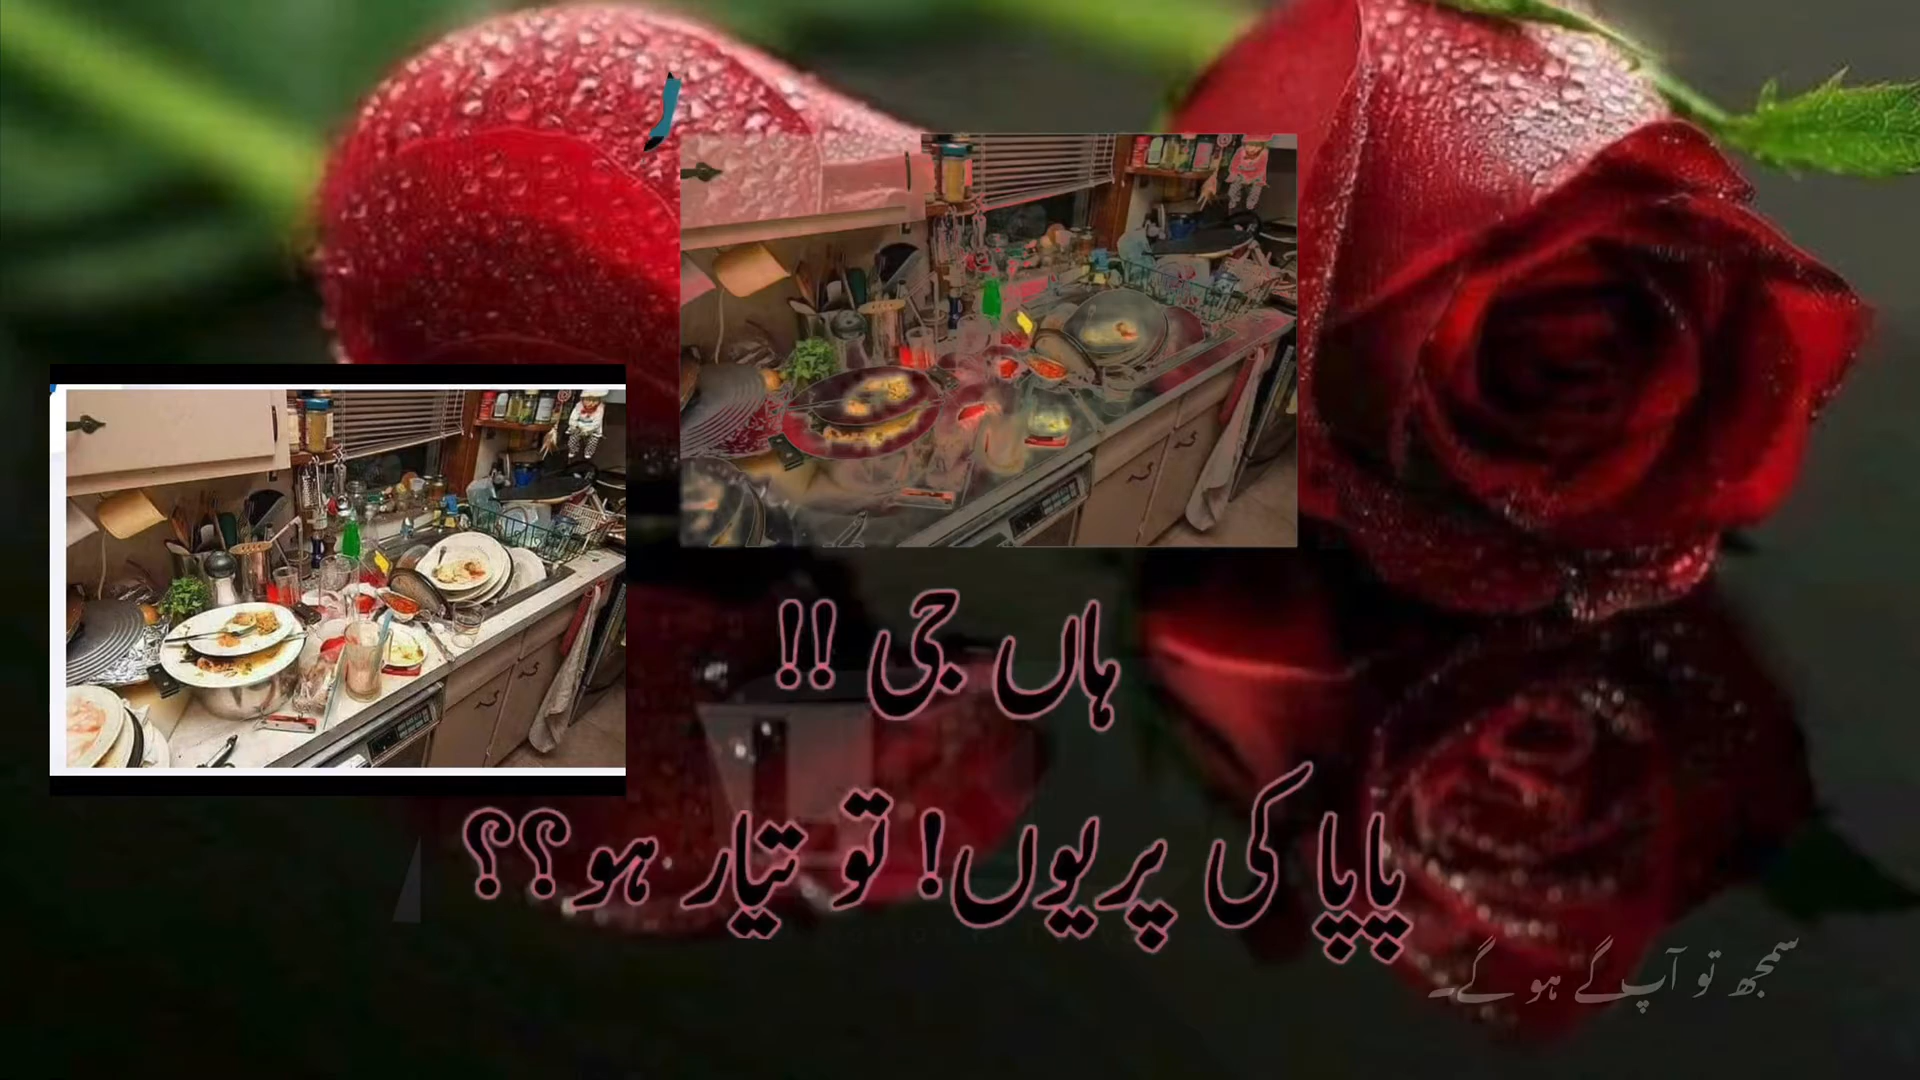 ہاں جی !!
پاپا کی پریوں! تو تیار ہو؟؟
سمجھ تو آپ گے ہو گے۔